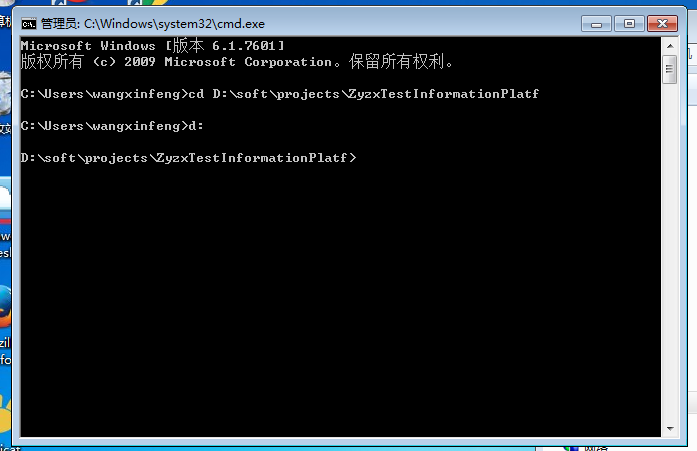 管理员: C:\Windows\system32\cmd.exe
Microsoft Windows [版本 6.1.7601]
版权所有 (c) 2009 Microsoft Corporation。保留所有权利。
C:\Users\wangxinfeng>cd D:\soft\projects\ZyzxTestInformationPlatf
C:\Users\wangxinfeng>d:
D:\soft\projects\ZyzxTestInformationPlatf>